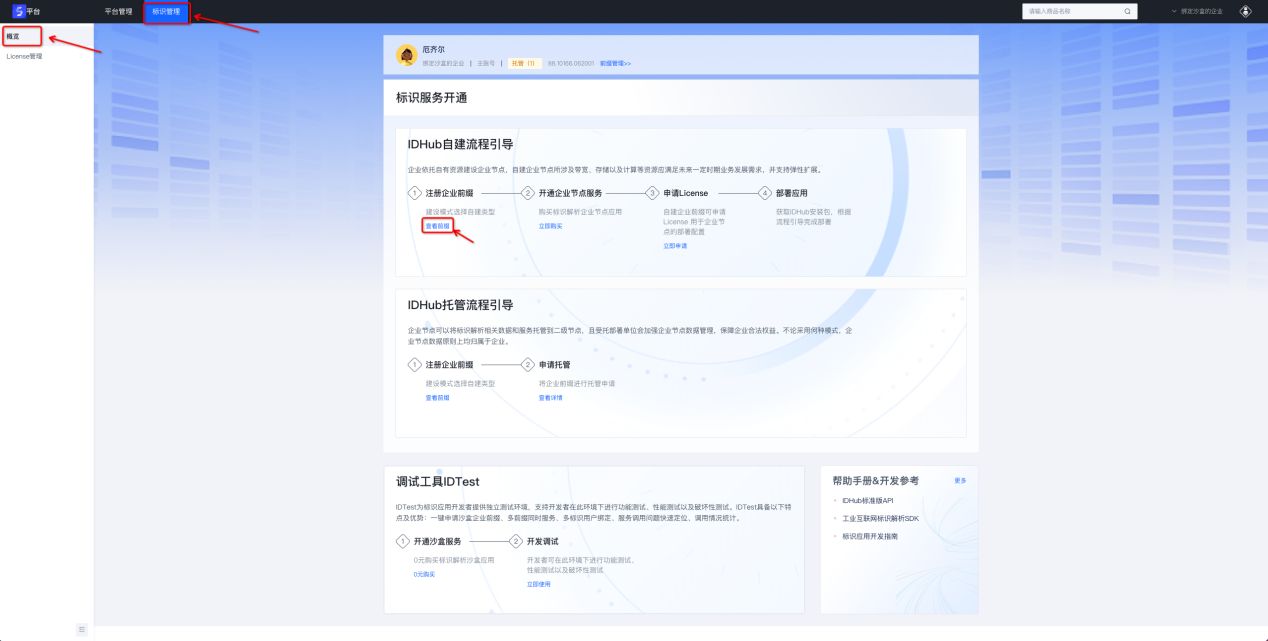 平台
平台管理
标识管理
请输入商品名称
绑定沙盒的企业
概览
License管理
厄齐尔
绑定沙盒的企业 | 主账号 | 托管 (1) 88.10166.062001 前缀管理>>
标识服务开通
IDHub自建流程引导
企业依托自有资源建设企业节点，自建企业节点所涉及带宽、存储以及计算等资源应满足未来一定时期业务发展需求，并支持弹性扩展。
1 注册企业前缀
建设模式选择自建类型
查看前缀
2 开通企业节点服务
购买标识解析企业节点应用
立即购买
3 申请License
自建企业前缀可申请
License 用于企业节
点的部署配置
立即申请
4 部署应用
获取IDHub安装包，根据
流程引导完成部署
IDHub托管流程引导
企业节点可以将标识解析相关数据和服务托管到二级节点，且受托部署单位会加强企业节点数据管理，保障企业合法权益。不论采用何种模式，企
业节点数据原则上均归属于企业。
1 注册企业前缀
建设模式选择自建类型
查看前缀
2 申请托管
将企业前缀进行托管申请
查看详情
调试工具IDTest
IDTest为标识应用开发者提供独立测试环境，支持开发者在此环境下进行功能测试、性能测试以及破坏性测试。IDTest具备以下特
点及优势：一键申请沙盒企业前缀、多前缀同时服务、多标识用户绑定、服务调用问题快速定位、调用情况统计。
1 开通沙盒服务
0元购买标识解析沙盒应用
0元购买
2 开发调试
开发者可在此环境下进行功能测试，
性能测试以及破坏性测试
立即使用
帮助手册&开发参考
更多
IDHub标准版API
工业互联网标识解析SDK
标识应用开发指南